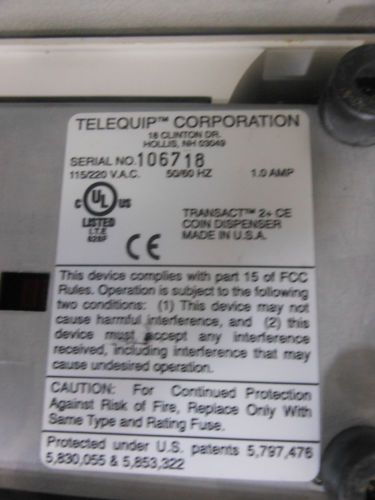 TELEQUIP™ CORPORATION
18 CLINTON DR.
HOLLIS, NH 03049
SERIAL NO. 106718
115/220 V.A.C. 50/60 HZ 1.0 AMP
C UL US
LISTED
I.T.E.
628F
CE
TRANSACT™ 2+ CE
COIN DISPENSER
MADE IN U.S.A.
This device complies with part 15 of FCC
Rules. Operation is subject to the following
two conditions: (1) This device may not
cause harmful interference, and (2) this
device must accept any interference
received, including interference that may
cause undesired operation.
CAUTION: For Continued Protection
Against Risk of Fire, Replace Only With
Same Type and Rating Fuse.
Protected under U.S. patents 5,797,476
5,830,055 & 5,853,322